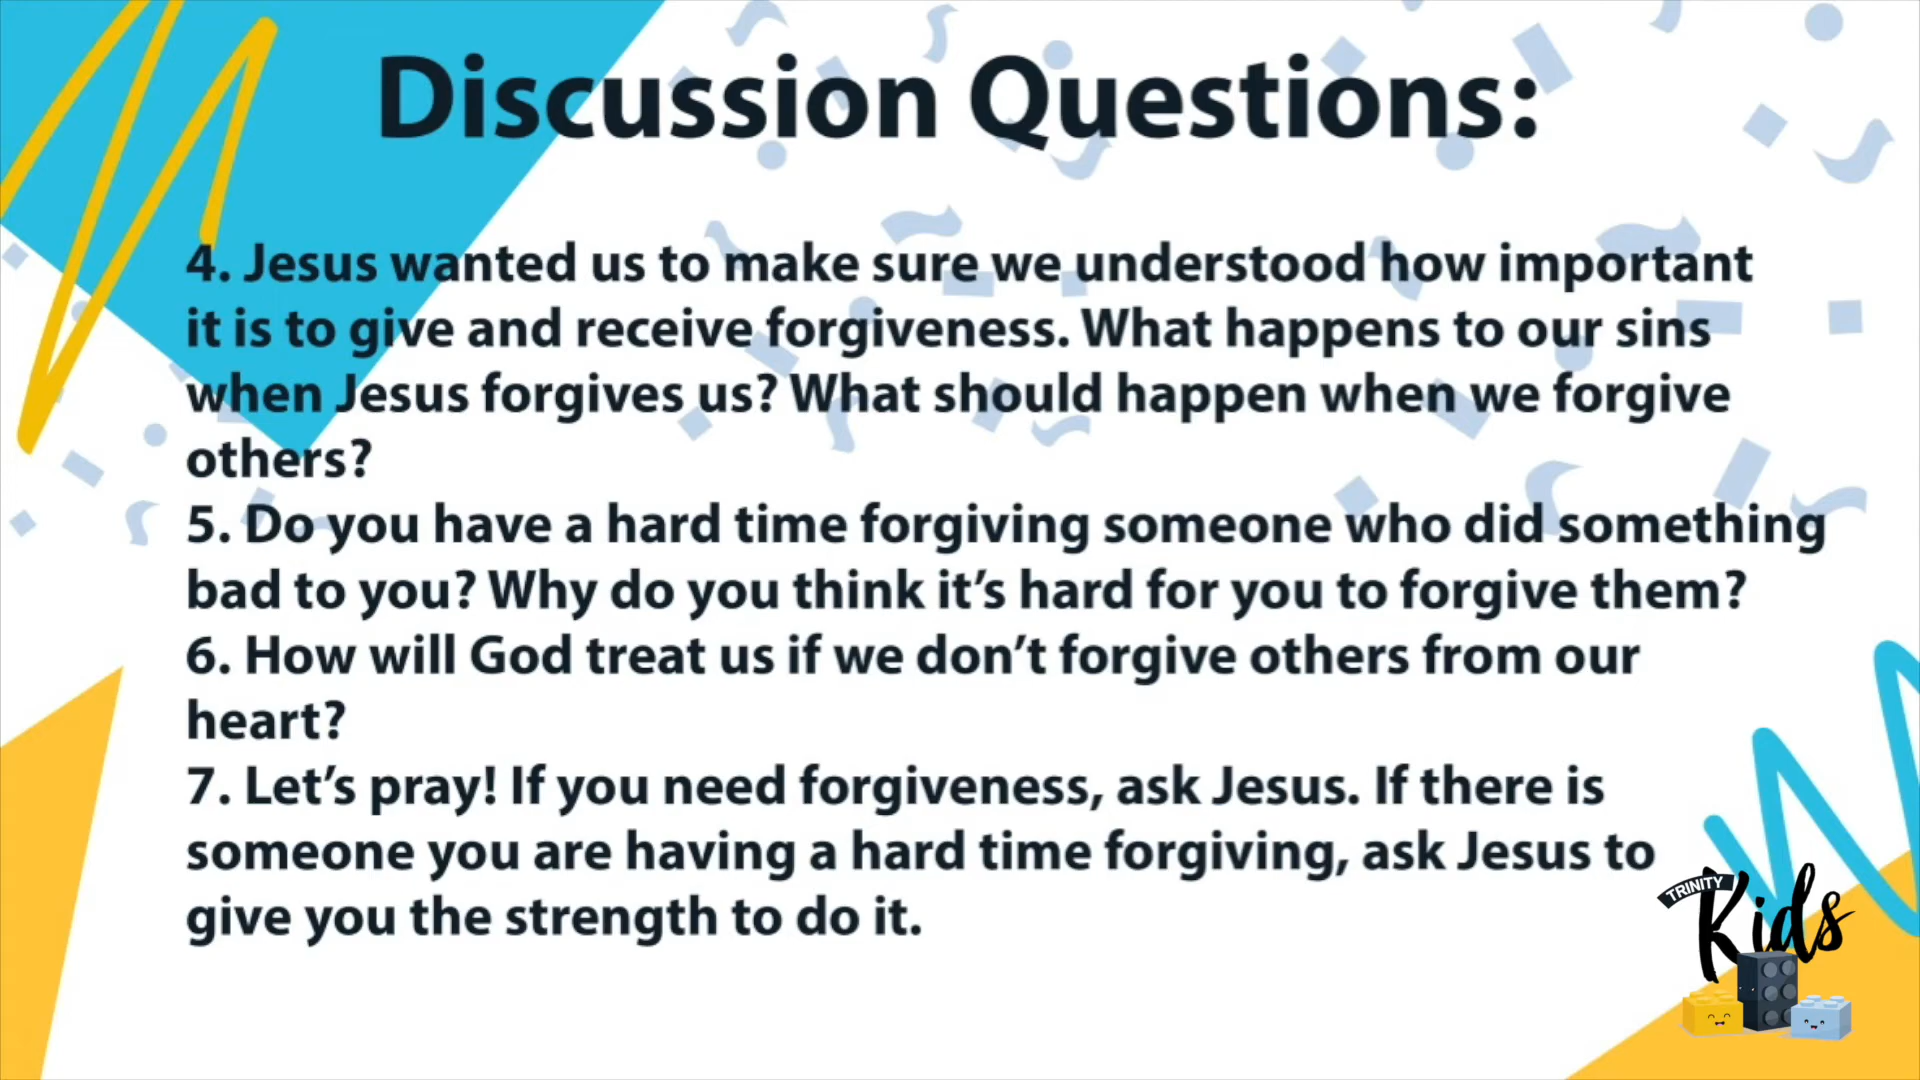 Discussion Questions:
4. Jesus wanted us to make sure we understood how important
it is to give and receive forgiveness. What happens to our sins
when Jesus forgives us? What should happen when we forgive
others?
5. Do you have a hard time forgiving someone who did something
bad to you? Why do you think it’s hard for you to forgive them?
6. How will God treat us if we don’t forgive others from our
heart?
7. Let’s pray! If you need forgiveness, ask Jesus. If there is
someone you are having a hard time forgiving, ask Jesus to
give you the strength to do it.
TRINITY
Kids